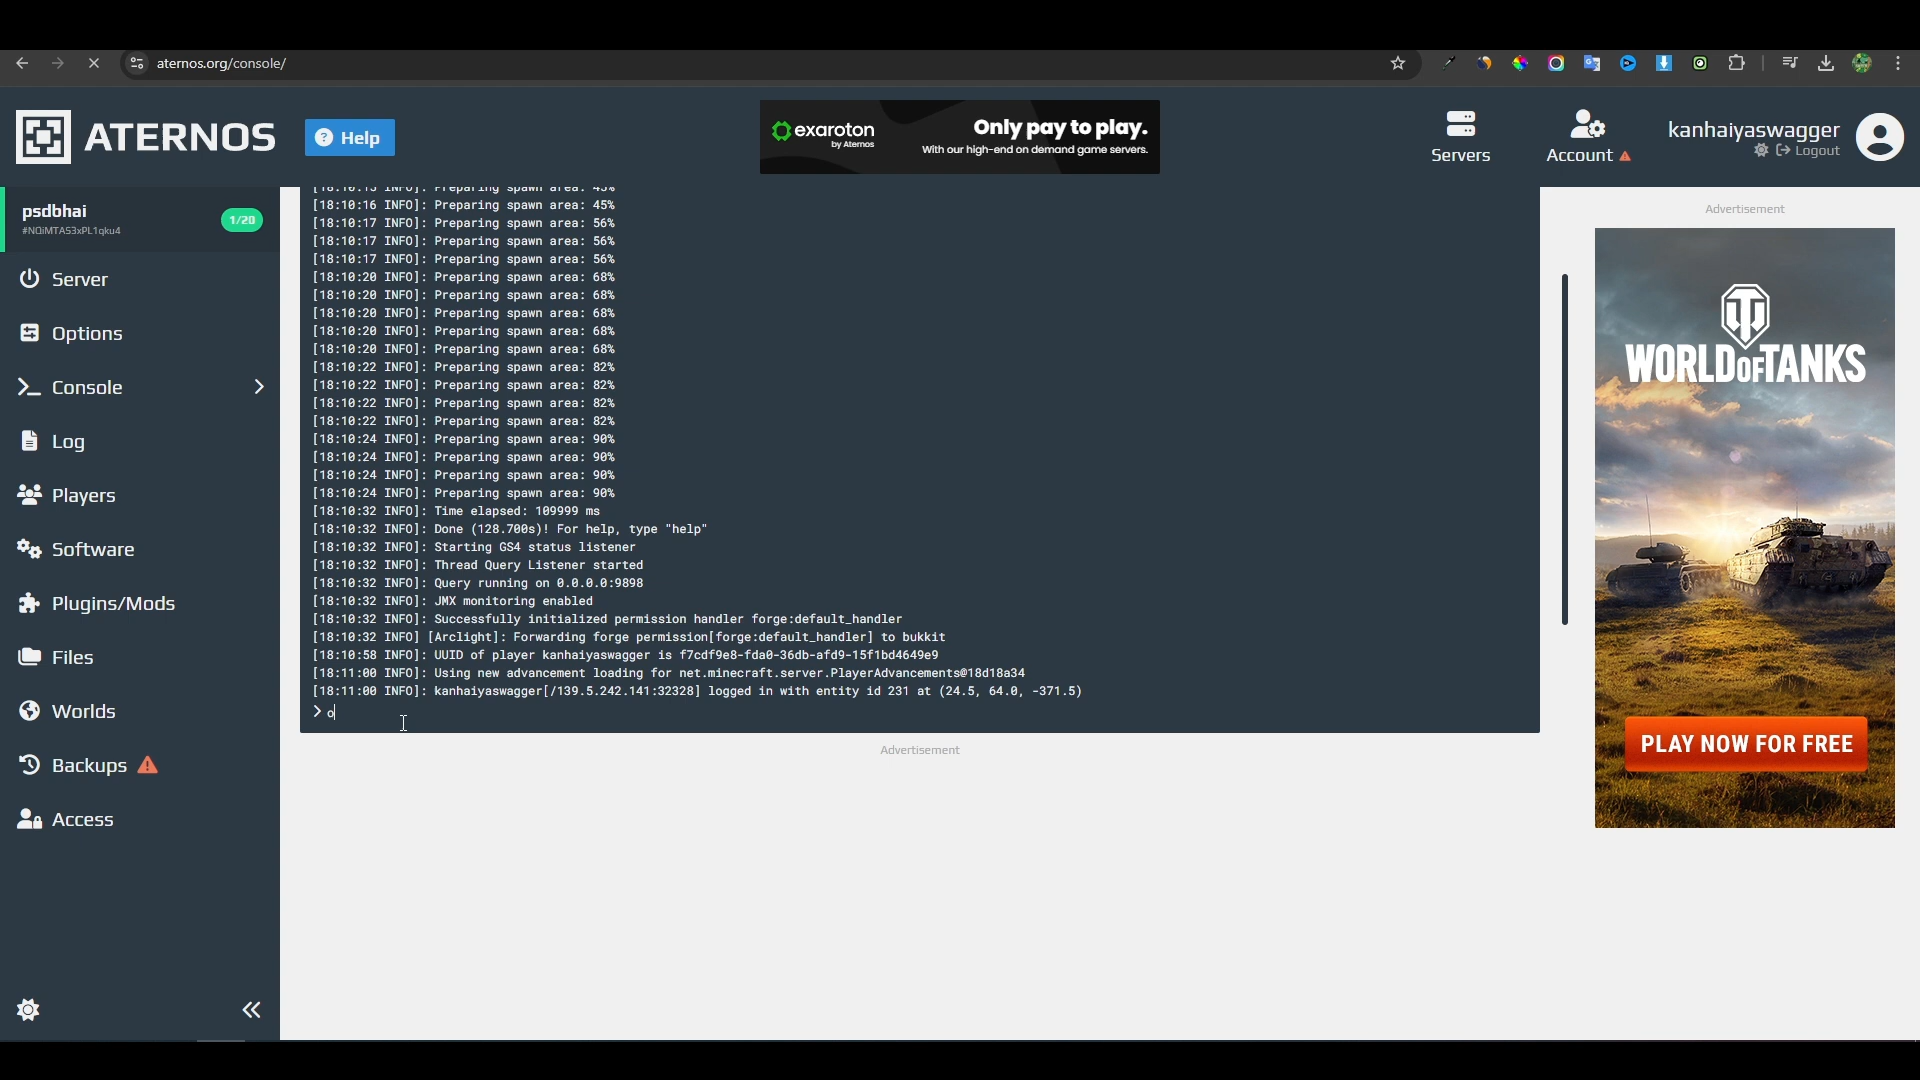 aternos.org/console/
ATERNOS
Help
exaroton
by Aternos
Only pay to play.
With our high-end on demand game servers.
Servers
Account
kanhaiyaswagger
Logout
psdbhai
1/20
Server
Options
Console
Log
Players
Software
Plugins/Mods
Files
Worlds
Backups
Access
[18:10:16 INFO]: Preparing spawn area: 45%
[18:10:17 INFO]: Preparing spawn area: 56%
[18:10:17 INFO]: Preparing spawn area: 56%
[18:10:17 INFO]: Preparing spawn area: 56%
[18:10:20 INFO]: Preparing spawn area: 68%
[18:10:20 INFO]: Preparing spawn area: 68%
[18:10:20 INFO]: Preparing spawn area: 68%
[18:10:20 INFO]: Preparing spawn area: 68%
[18:10:20 INFO]: Preparing spawn area: 68%
[18:10:22 INFO]: Preparing spawn area: 82%
[18:10:22 INFO]: Preparing spawn area: 82%
[18:10:22 INFO]: Preparing spawn area: 82%
[18:10:22 INFO]: Preparing spawn area: 82%
[18:10:24 INFO]: Preparing spawn area: 90%
[18:10:24 INFO]: Preparing spawn area: 90%
[18:10:24 INFO]: Preparing spawn area: 90%
[18:10:24 INFO]: Preparing spawn area: 90%
[18:10:32 INFO]: Time elapsed: 109999 ms
[18:10:32 INFO]: Done (128.700s)! For help, type "help"
[18:10:32 INFO]: Starting GS4 status listener
[18:10:32 INFO]: Thread Query Listener started
[18:10:32 INFO]: Query running on 0.0.0.0:9898
[18:10:32 INFO]: JMX monitoring enabled
[18:10:32 INFO]: Successfully initialized permission handler forge:default_handler
[18:10:32 INFO] [Arclight]: Forwarding forge permission[forge:default_handler] to bukkit
[18:10:58 INFO]: UUID of player kanhaiyaswagger is f7cdf9e8-fda0-36db-afd9-15f1bd4649e9
[18:11:00 INFO]: Using new advancement loading for net.minecraft.server.PlayerAdvancements@18d18a34
[18:11:00 INFO]: kanhaiyaswagger[/139.5.242.141:32328] logged in with entity id 231 at (24.5, 64.0, -371.5)
> o
Advertisement
Advertisement
WORLD OF TANKS
PLAY NOW FOR FREE